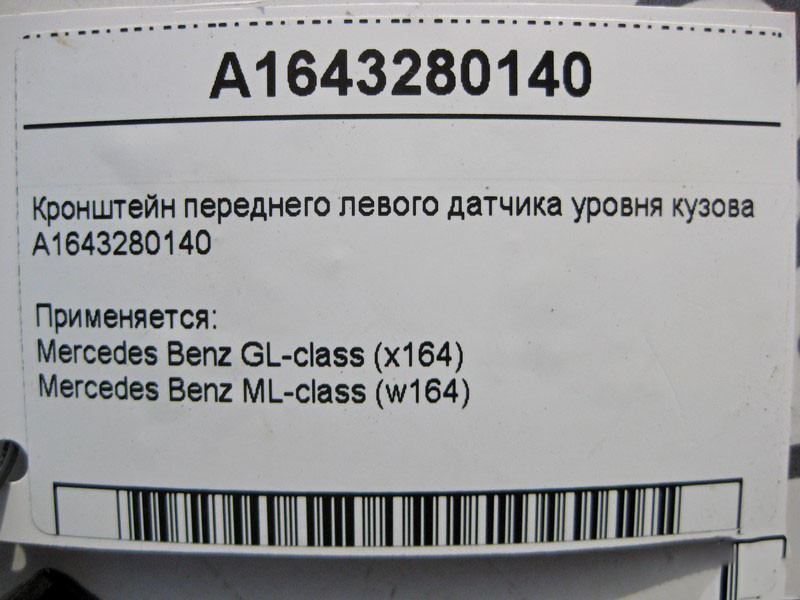 A1643280140
Кронштейн переднего левого датчика уровня кузова
A1643280140
Применяется:
Mercedes Benz GL-class (x164)
Mercedes Benz ML-class (w164)